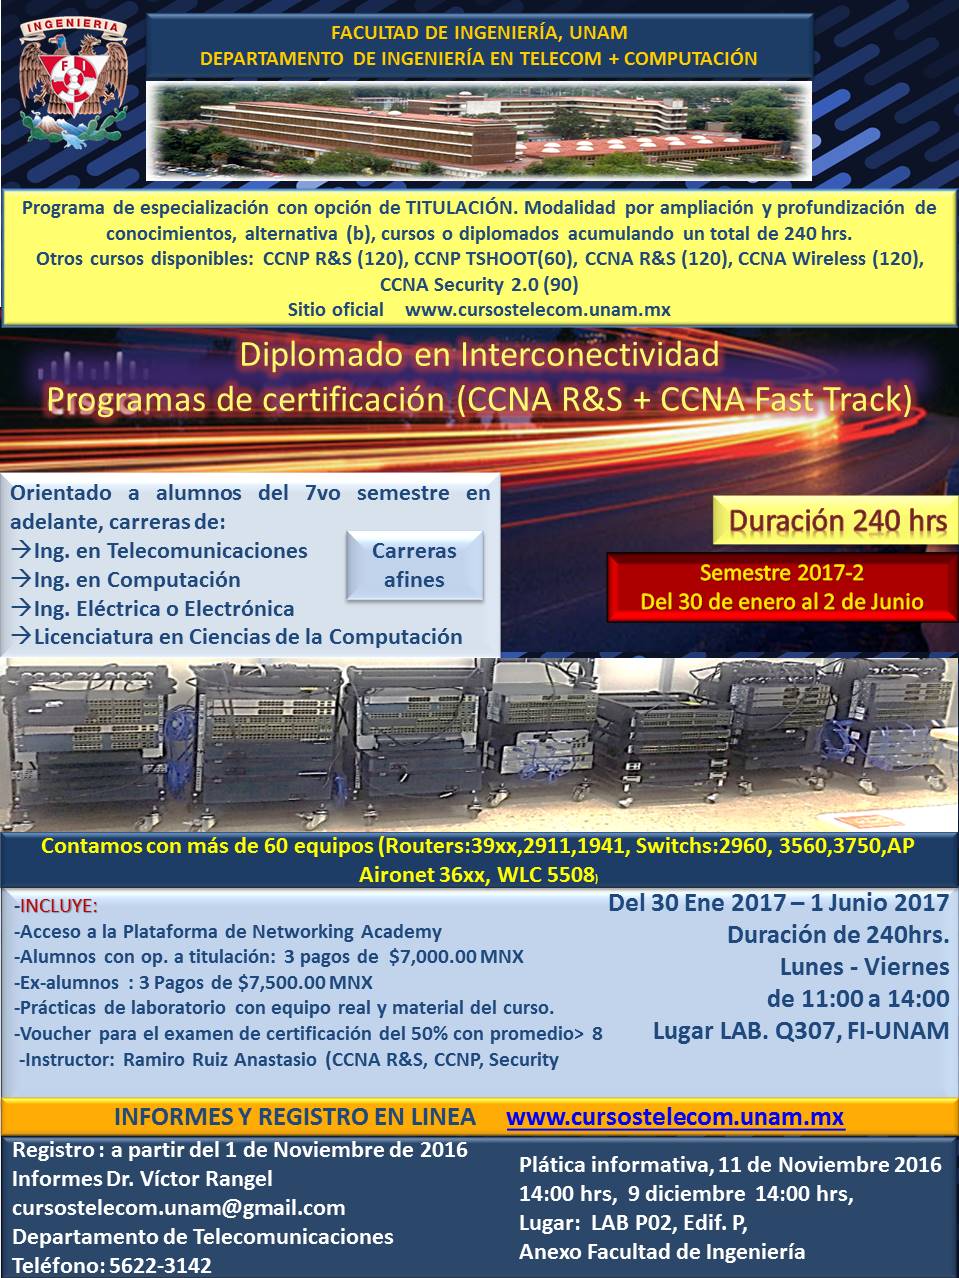 INGENIERIA
FI
FACULTAD DE INGENIERÍA, UNAM
DEPARTAMENTO DE INGENIERÍA EN TELECOM + COMPUTACIÓN
Programa de especialización con opción de TITULACIÓN. Modalidad por ampliación y profundización de
conocimientos, alternativa (b), cursos o diplomados acumulando un total de 240 hrs.
Otros cursos disponibles: CCNP R&S (120), CCNP TSHOOT(60), CCNA R&S (120), CCNA Wireless (120),
CCNA Security 2.0 (90)
Sitio oficial www.cursostelecom.unam.mx
Diplomado en Interconectividad
Programas de certificación (CCNA R&S + CCNA Fast Track)
Orientado a alumnos del 7vo semestre en
adelante, carreras de:
→Ing. en Telecomunicaciones
→Ing. en Computación
→Ing. Eléctrica o Electrónica
→Licenciatura en Ciencias de la Computación
Carreras
afines
Duración 240 hrs
Semestre 2017-2
Del 30 de enero al 2 de Junio
Contamos con más de 60 equipos (Routers:39xx,2911,1941, Switchs:2960, 3560,3750,AP
Aironet 36xx, WLC 5508)
-INCLUYE:
-Acceso a la Plataforma de Networking Academy
-Alumnos con op. a titulación: 3 pagos de $7,000.00 MNX
-Ex-alumnos : 3 Pagos de $7,500.00 MNX
-Prácticas de laboratorio con equipo real y material del curso.
-Voucher para el examen de certificación del 50% con promedio> 8
-Instructor: Ramiro Ruiz Anastasio (CCNA R&S, CCNP, Security
Del 30 Ene 2017 – 1 Junio 2017
Duración de 240hrs.
Lunes - Viernes
de 11:00 a 14:00
Lugar LAB. Q307, FI-UNAM
INFORMES Y REGISTRO EN LINEA www.cursostelecom.unam.mx
Registro : a partir del 1 de Noviembre de 2016
Informes Dr. Víctor Rangel
cursostelecom.unam@gmail.com
Departamento de Telecomunicaciones
Teléfono: 5622-3142
Plática informativa, 11 de Noviembre 2016
14:00 hrs, 9 diciembre 14:00 hrs,
Lugar: LAB P02, Edif. P,
Anexo Facultad de Ingeniería